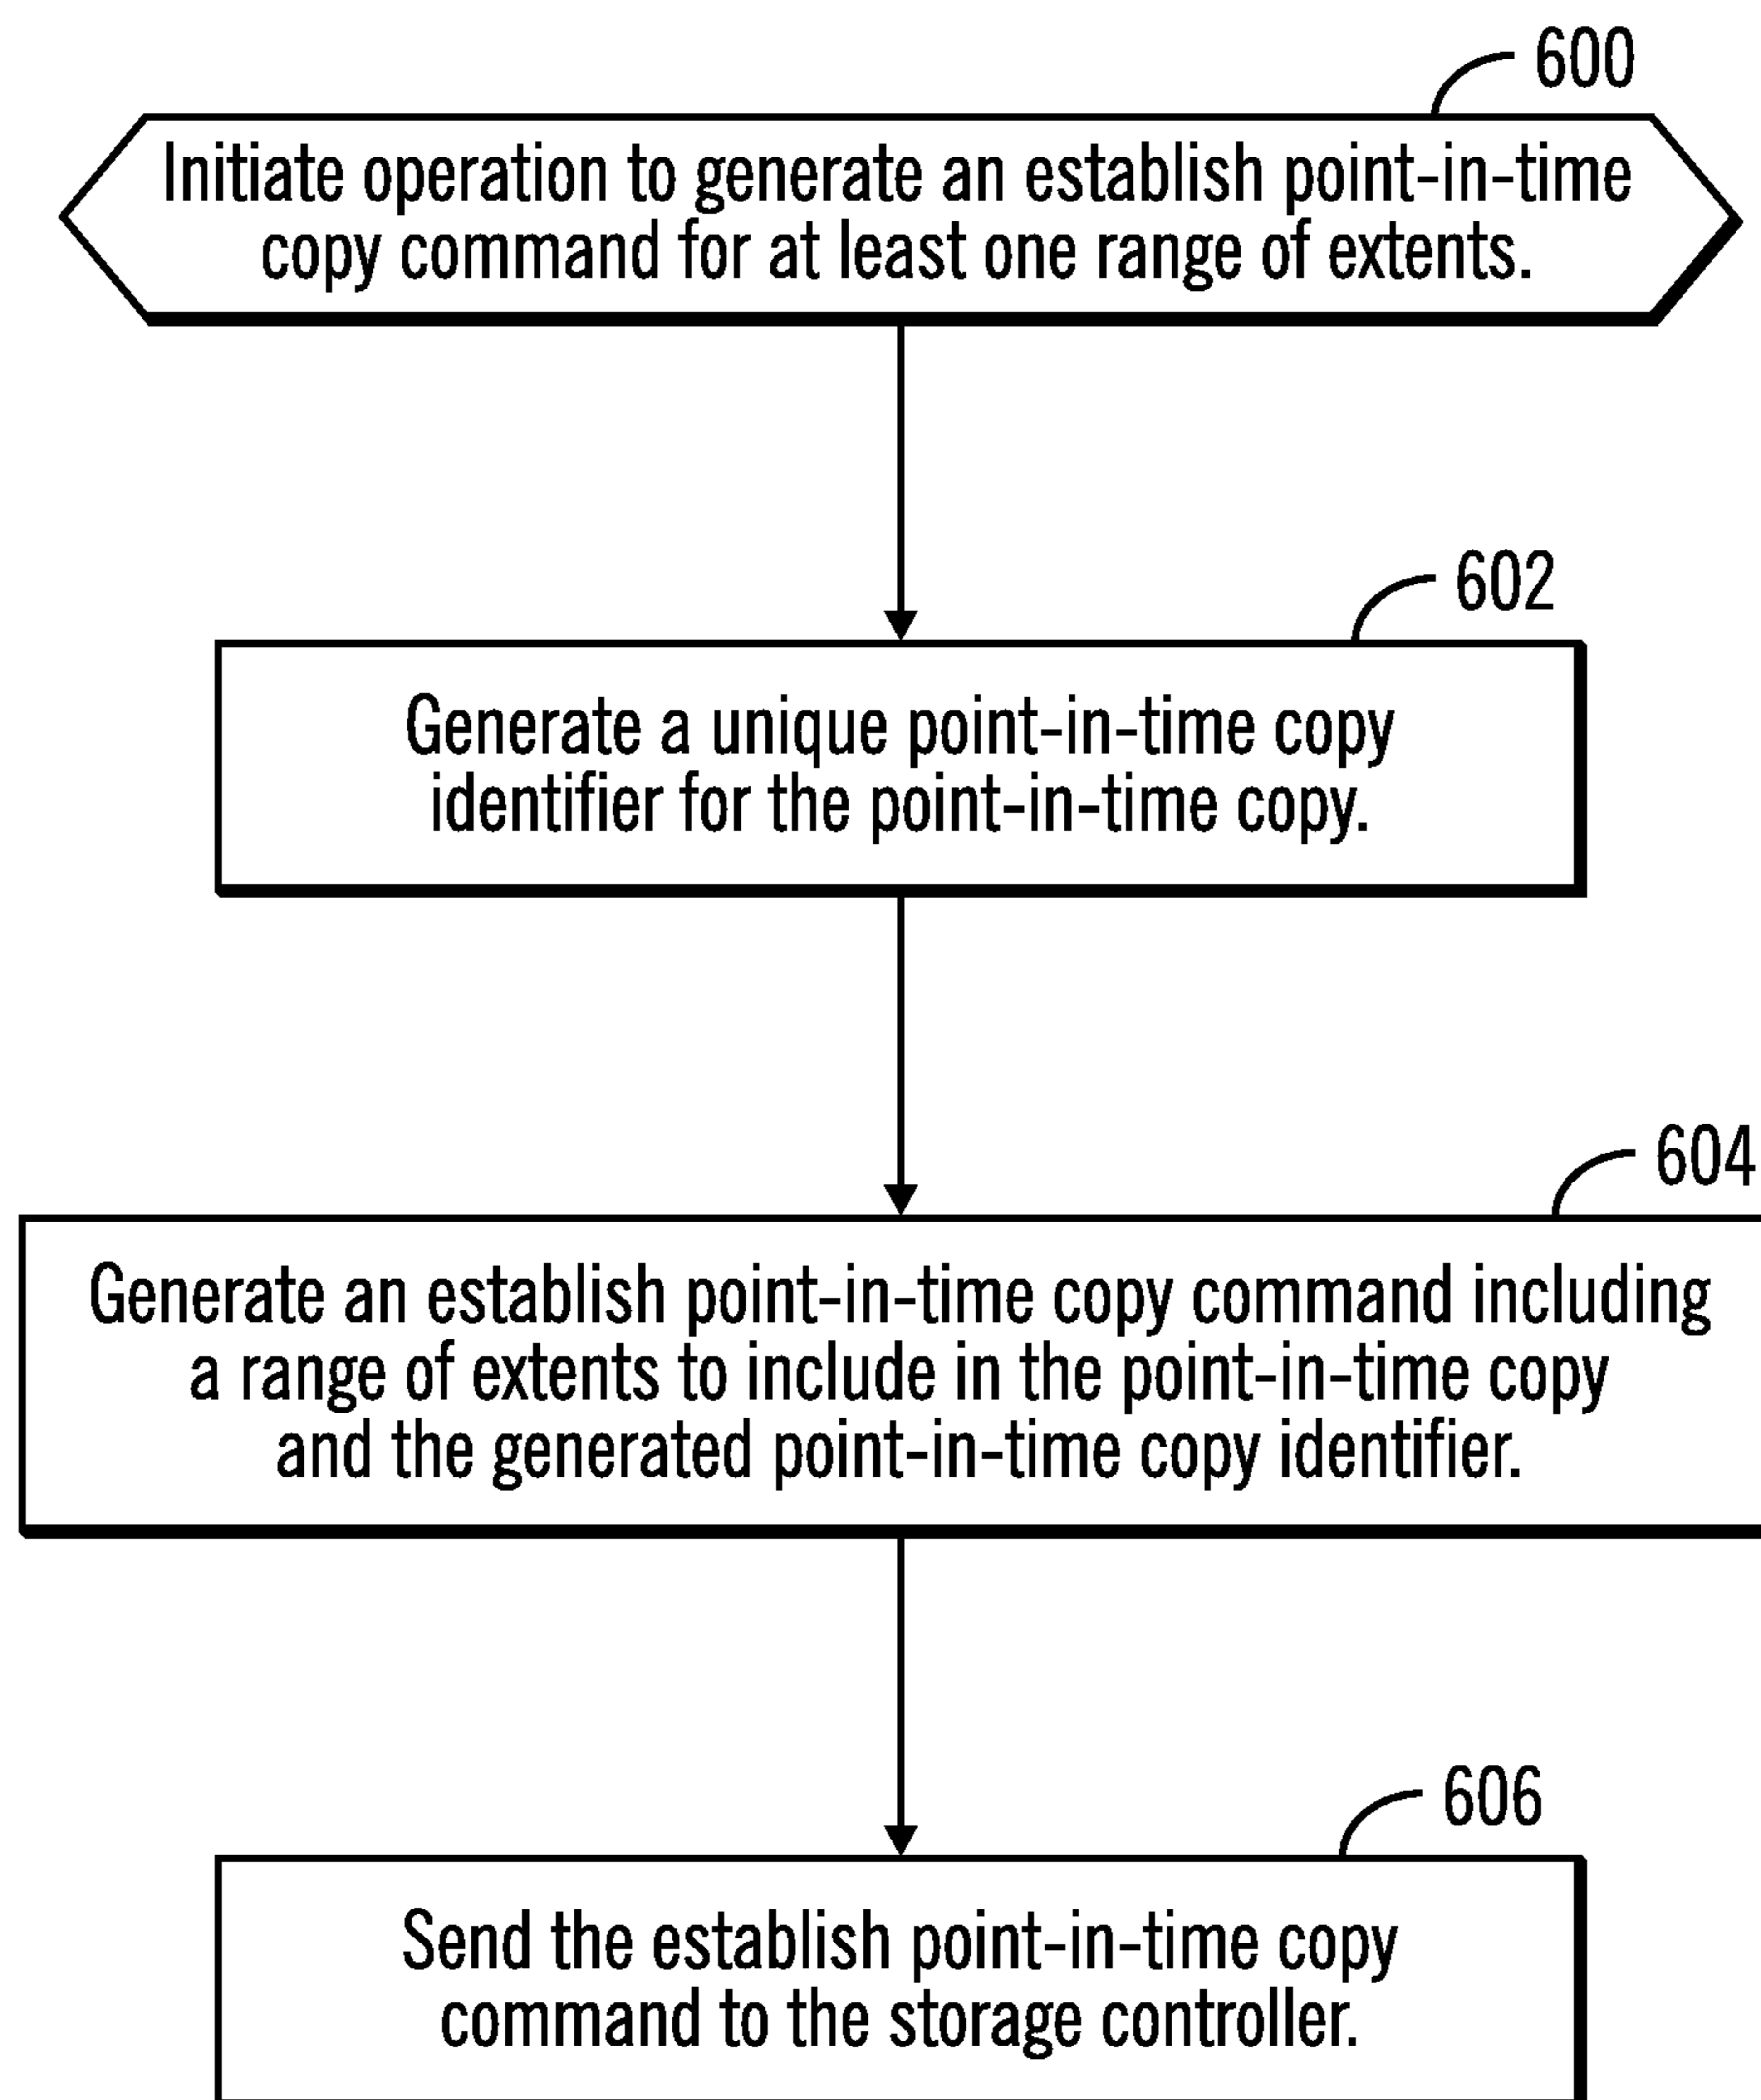 600
Initiate operation to generate an establish point-in-time
copy command for at least one range of extents.
602
Generate a unique point-in-time copy
identifier for the point-in-time copy.
604
Generate an establish point-in-time copy command including
a range of extents to include in the point-in-time copy
and the generated point-in-time copy identifier.
606
Send the establish point-in-time copy
command to the storage controller.